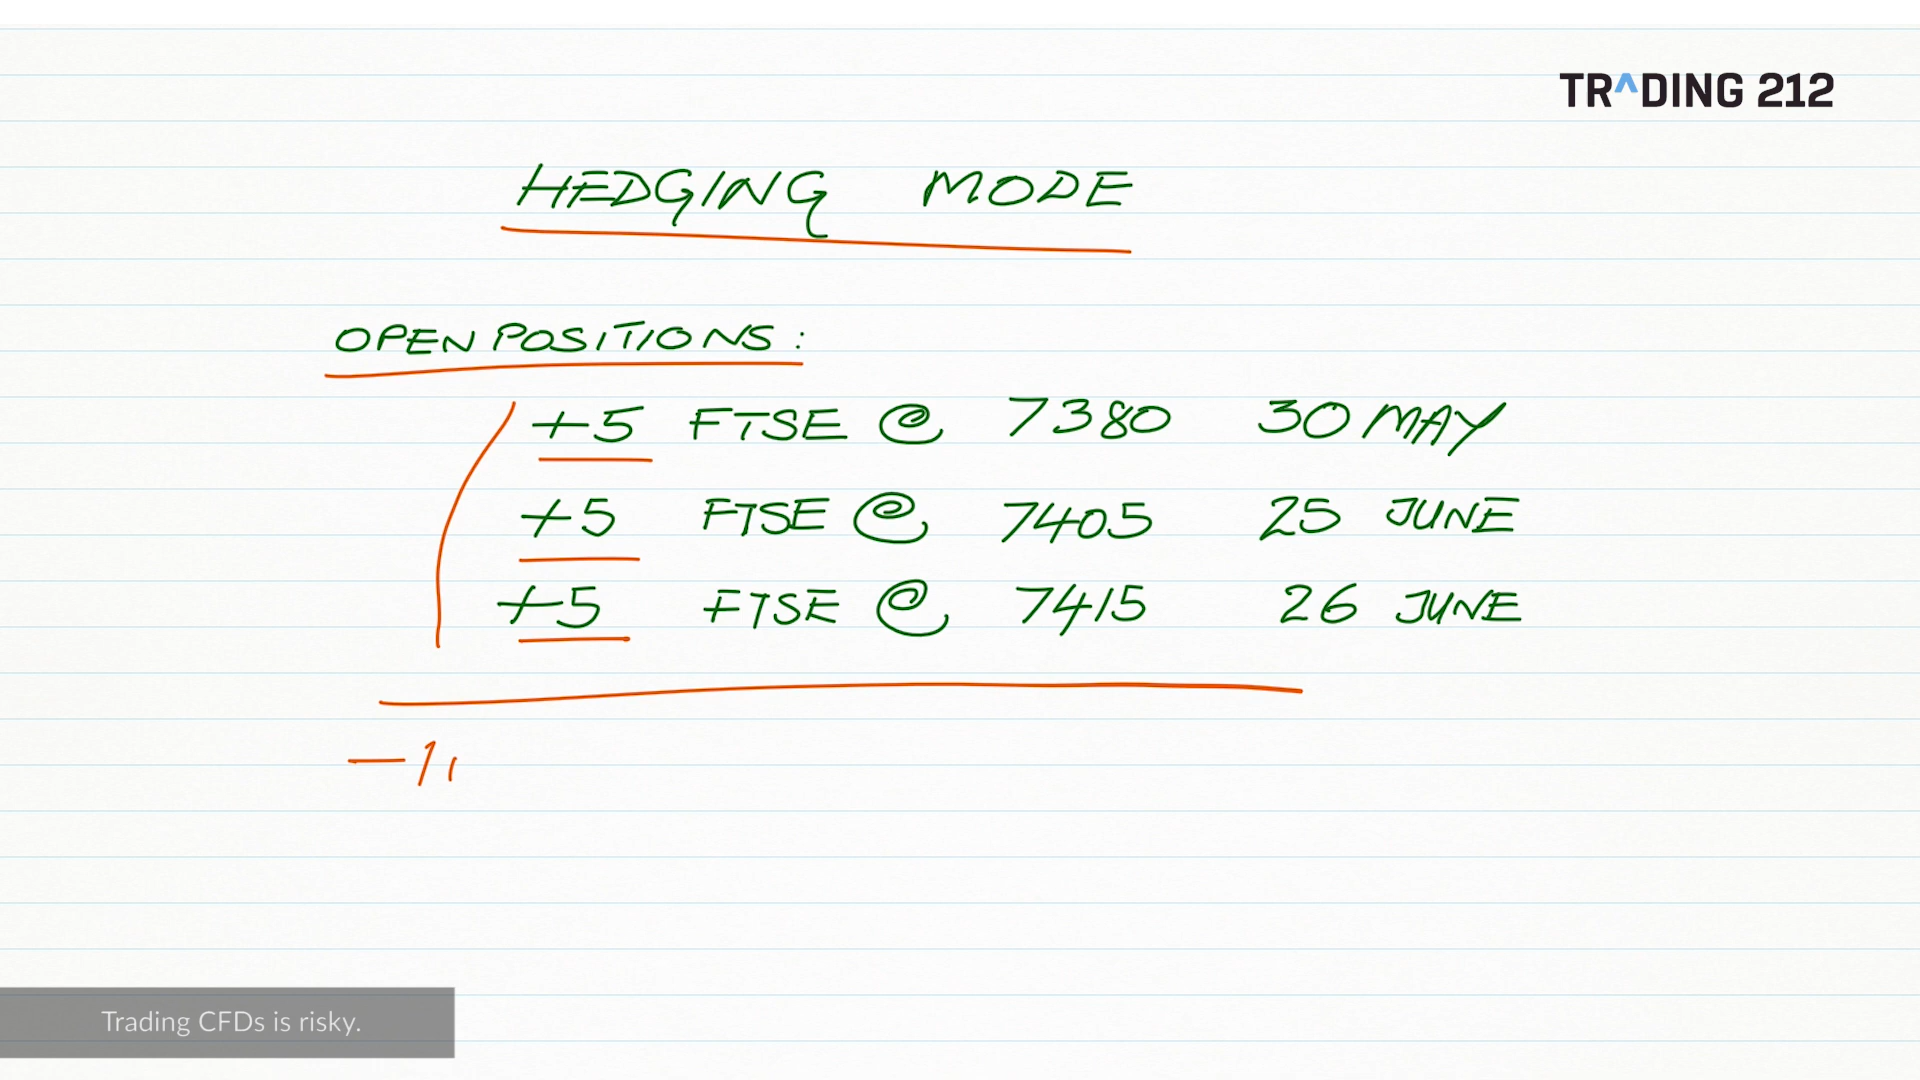 TRADING 212
HEDGING MODE
OPEN POSITIONS:
+5 FTSE @ 7380 30 MAY
+5 FTSE @ 7405 25 JUNE
+5 FTSE @ 7415 26 JUNE
Trading CFDs is risky.